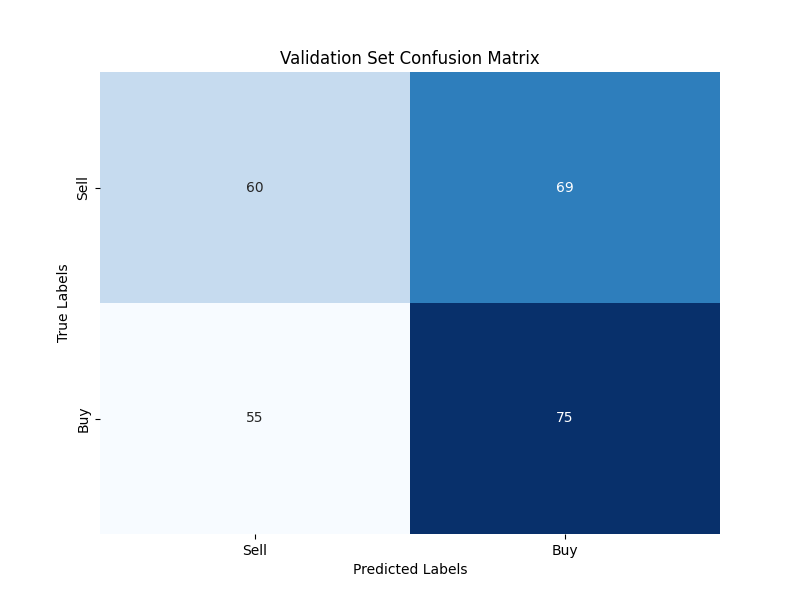 Validation Set Confusion Matrix
True Labels
Sell
60
69
Buy
55
75
Sell
Buy
Predicted Labels